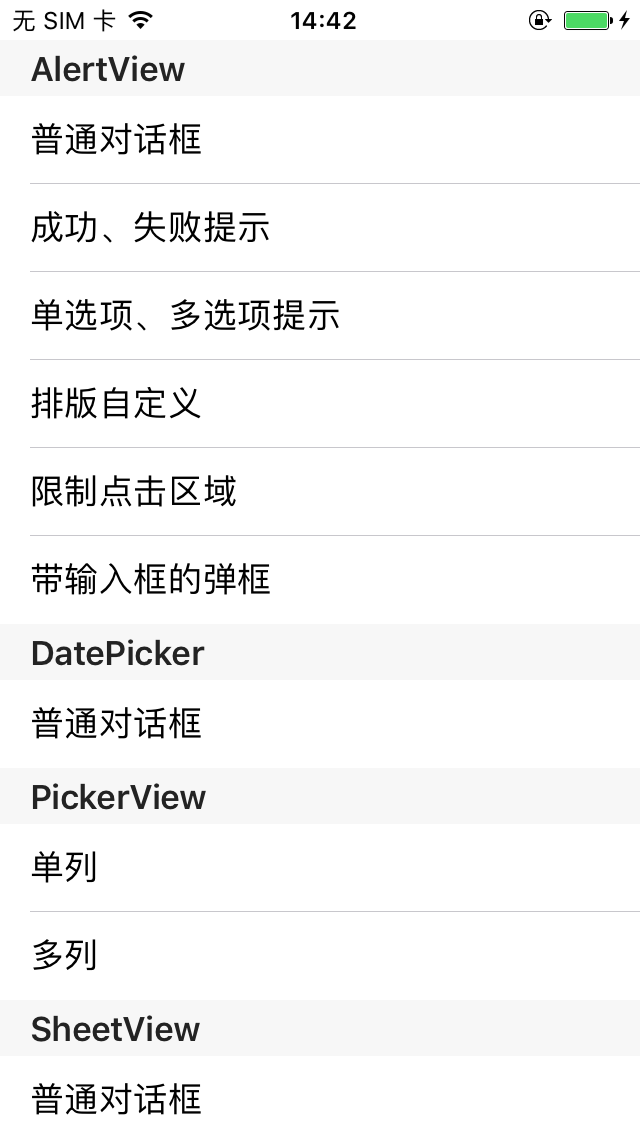 无 SIM 卡 14:42
AlertView
普通对话框
成功、失败提示
单选项、多选项提示
排版自定义
限制点击区域
带输入框的弹框
DatePicker
普通对话框
PickerView
单列
多列
SheetView
普通对话框